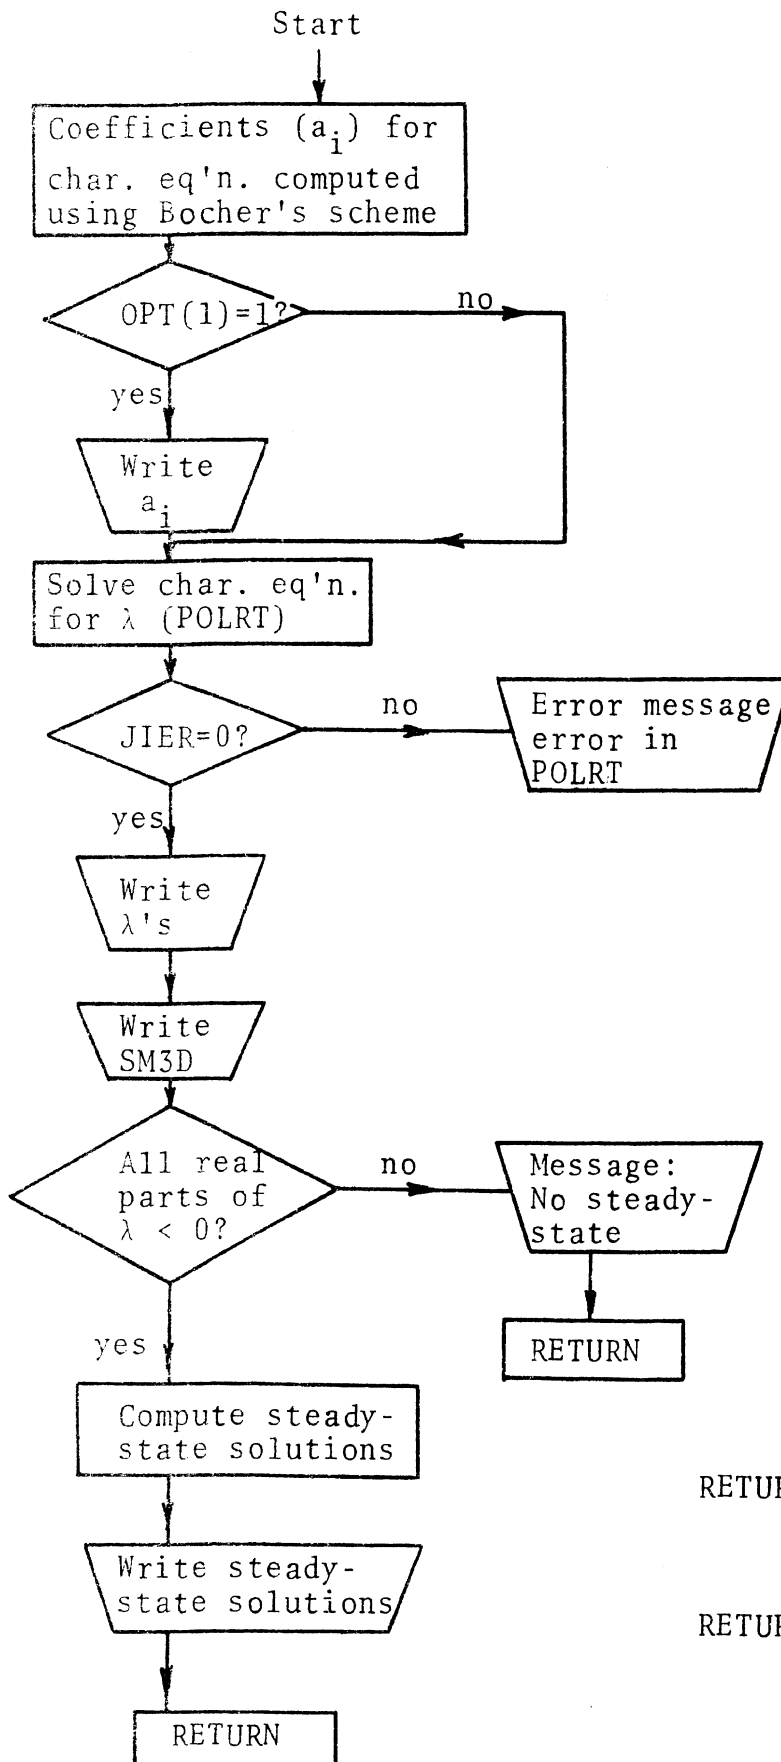 Start
Coefficients (aᵢ) for
char. eq'n. computed
using Bocher's scheme
OPT(1)=1?
no
yes
Write
aᵢ
Solve char. eq'n.
for λ (POLRT)
JIER=0?
no
Error message
error in
POLRT
yes
Write
λ's
Write
SM3D
All real
parts of
λ < 0?
no
Message:
No steady-
state
RETURN
yes
Compute steady-
state solutions
Write steady-
state solutions
RETURN